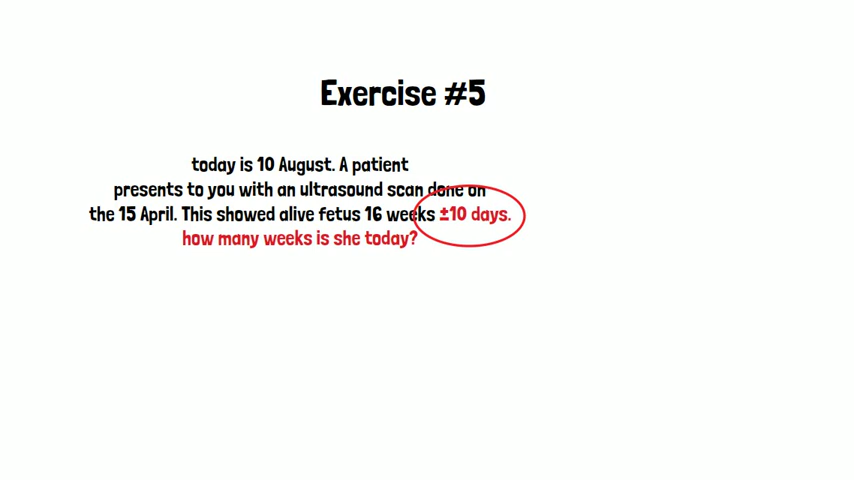 Exercise #5
today is 10 August. A patient
presents to you with an ultrasound scan done on
the 15 April. This showed alive fetus 16 weeks ±10 days.
how many weeks is she today?